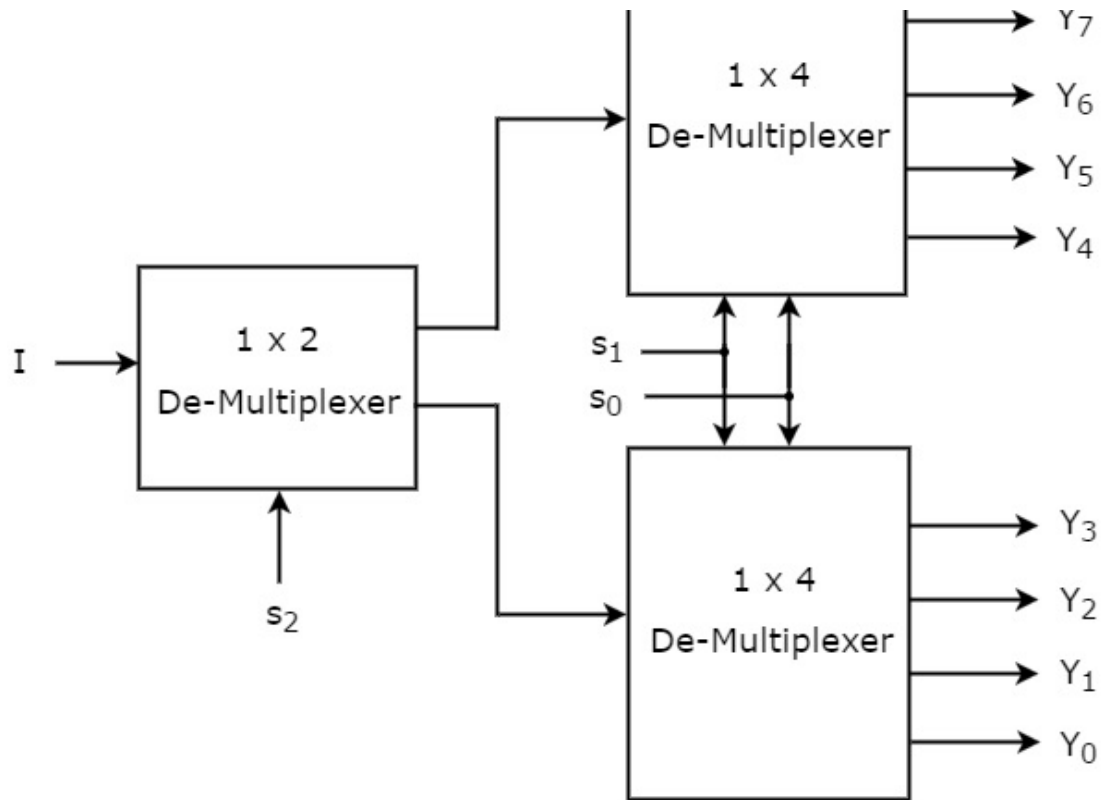 Y7
1 x 4
De-Multiplexer
Y6
Y5
Y4
1 x 2
De-Multiplexer
I
s1
s0
s2
1 x 4
De-Multiplexer
Y3
Y2
Y1
Y0